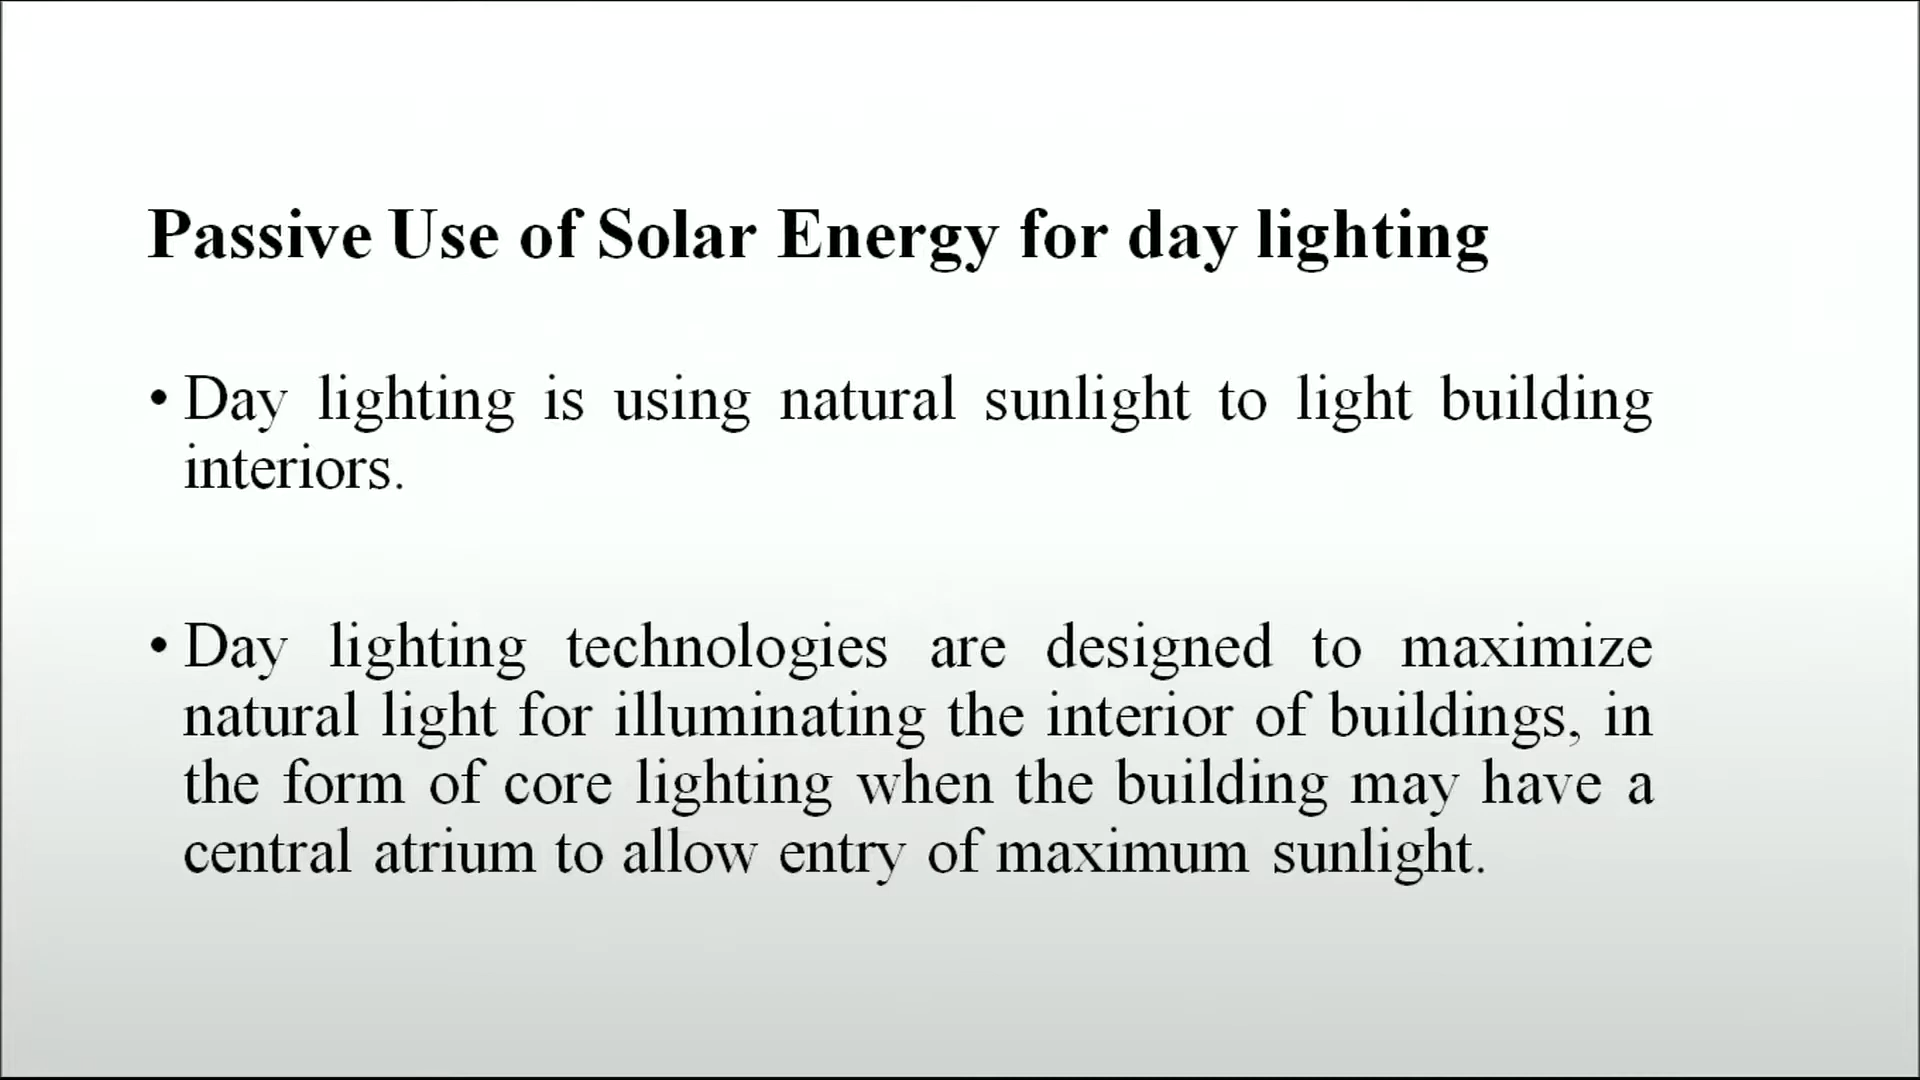 Passive Use of Solar Energy for day lighting
• Day lighting is using natural sunlight to light building
interiors.
• Day lighting technologies are designed to maximize
natural light for illuminating the interior of buildings, in
the form of core lighting when the building may have a
central atrium to allow entry of maximum sunlight.